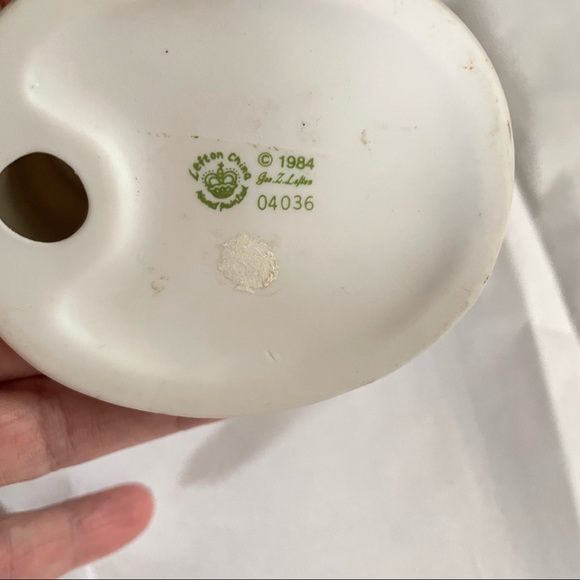 Lefton China
Hand Painted
© 1984
Geo. Z. Lefton
04036